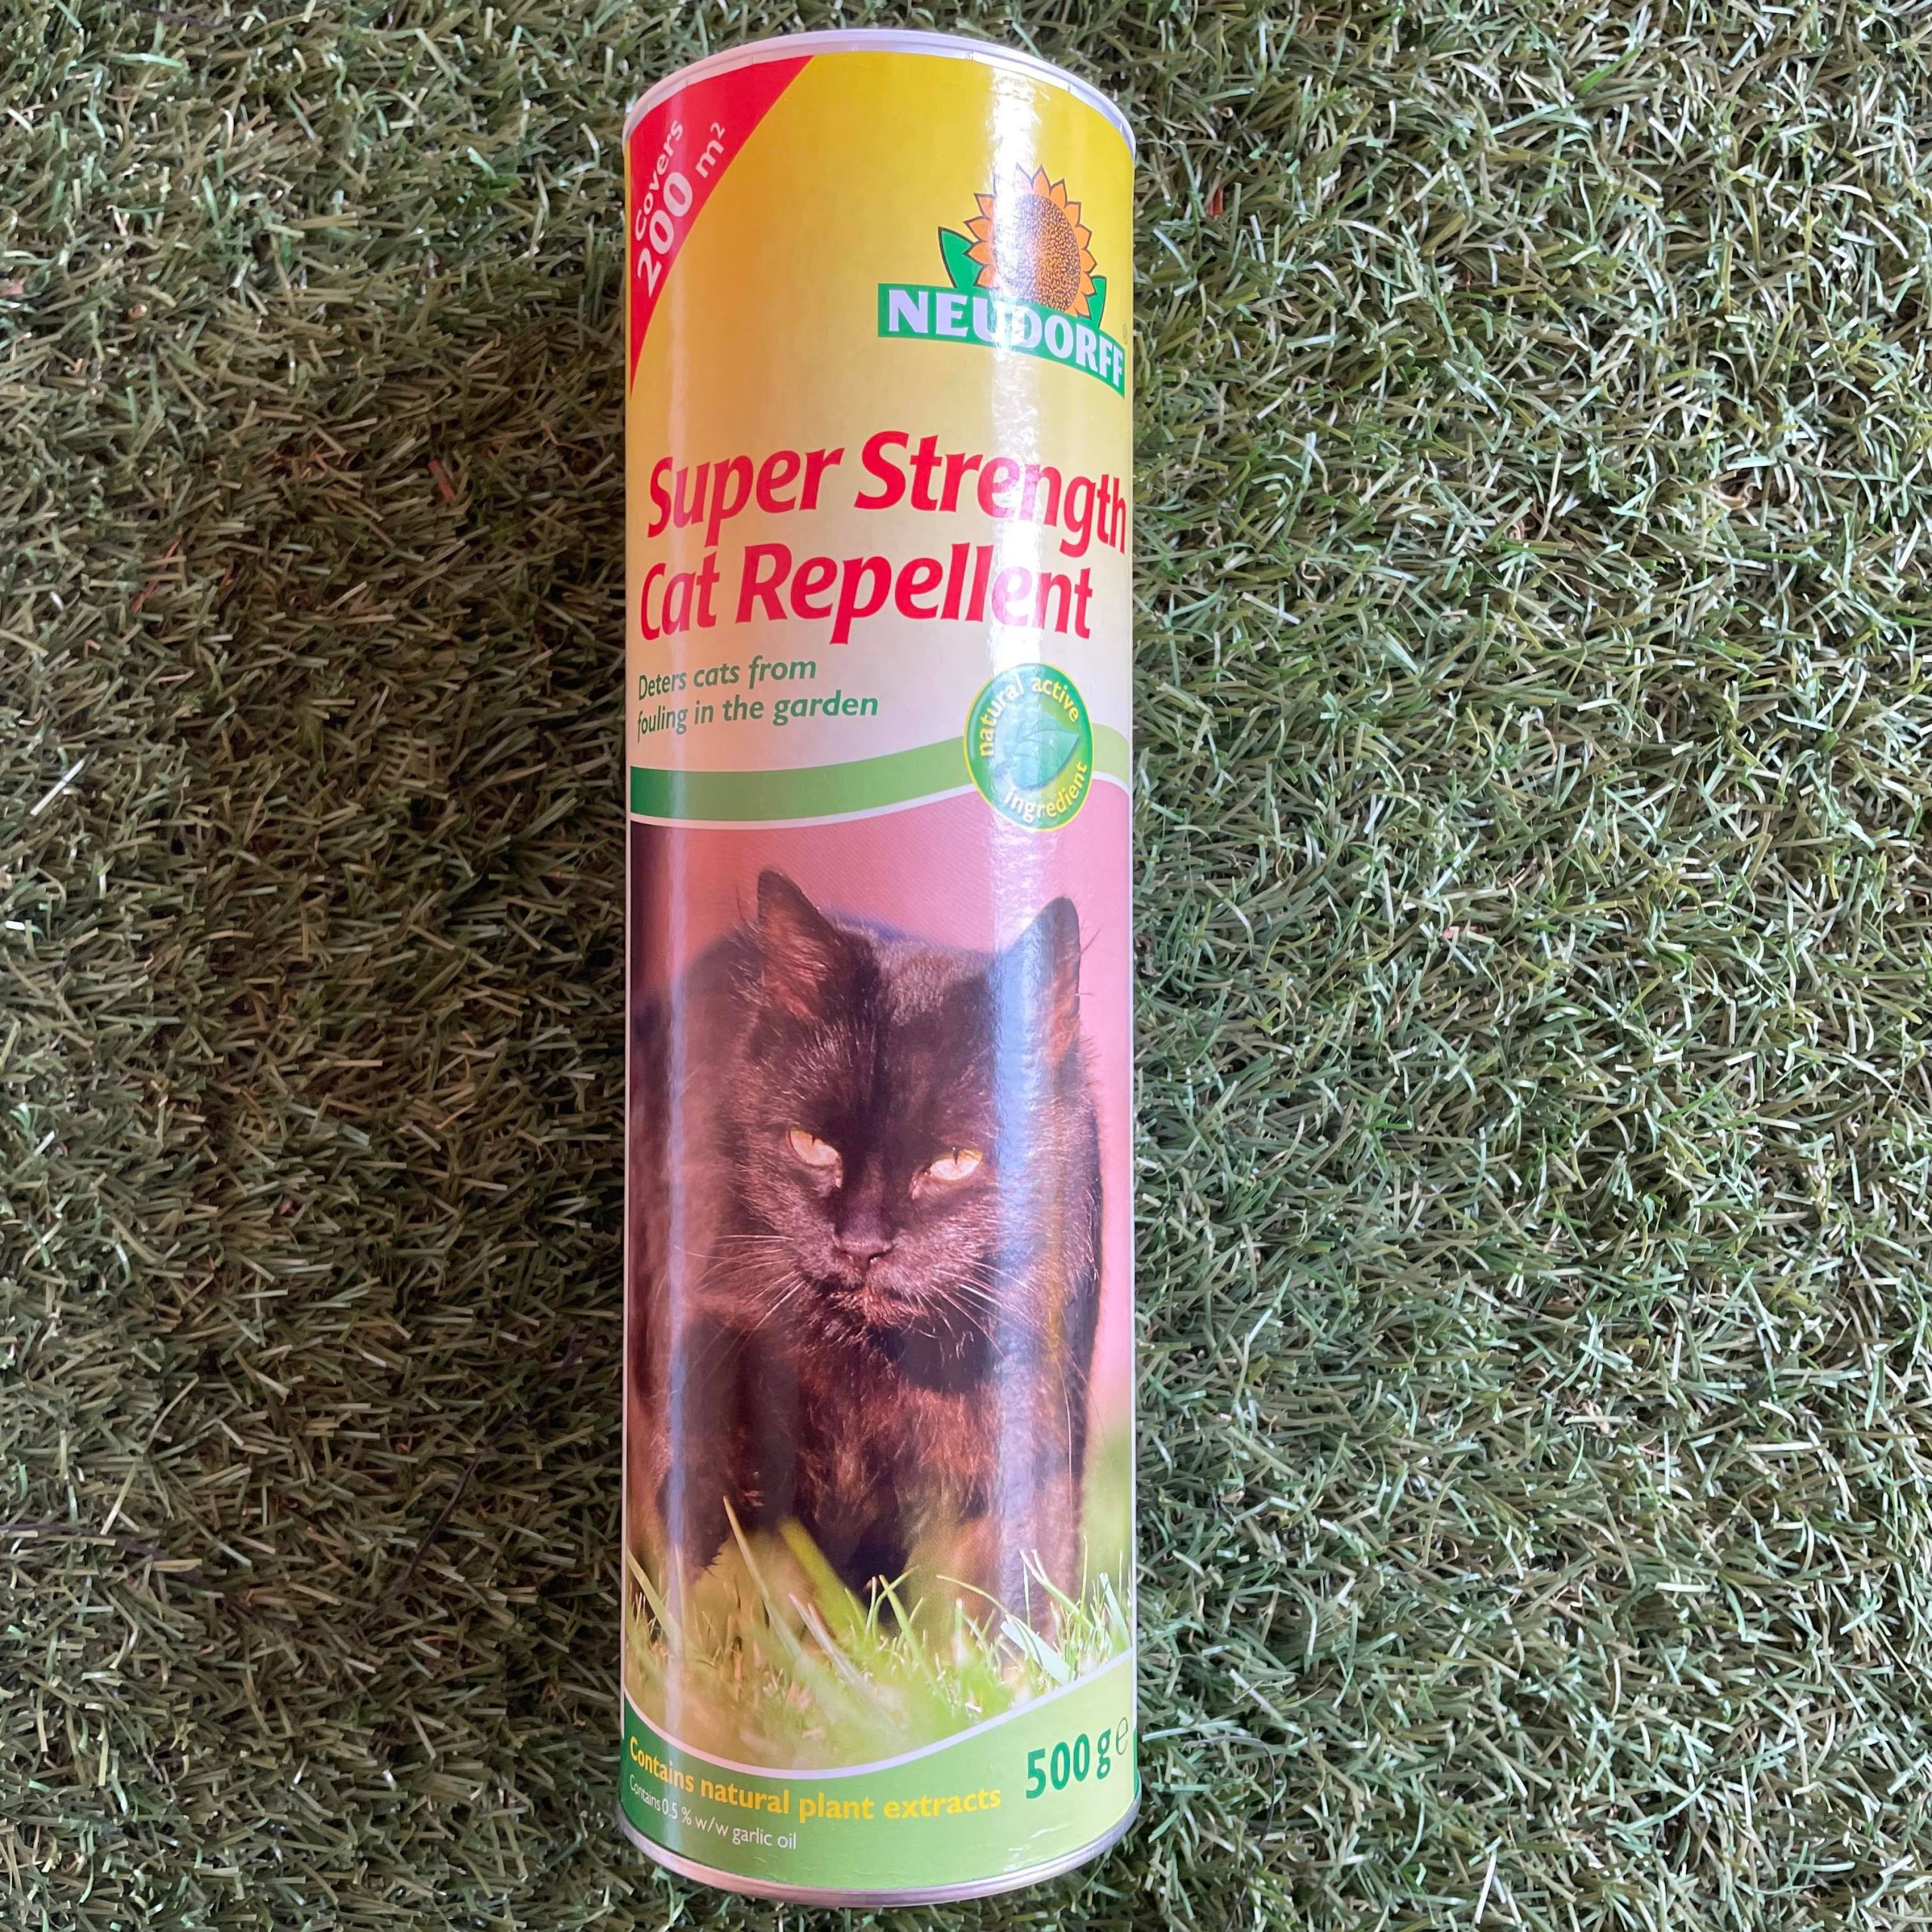 Covers
200 m²
NEUDORFF
Super Strength
Cat Repellent
Deters cats from
fouling in the garden
natural active
ingredient
500 g e
Contains natural plant extracts
Contains 0.5 % w/w garlic oil